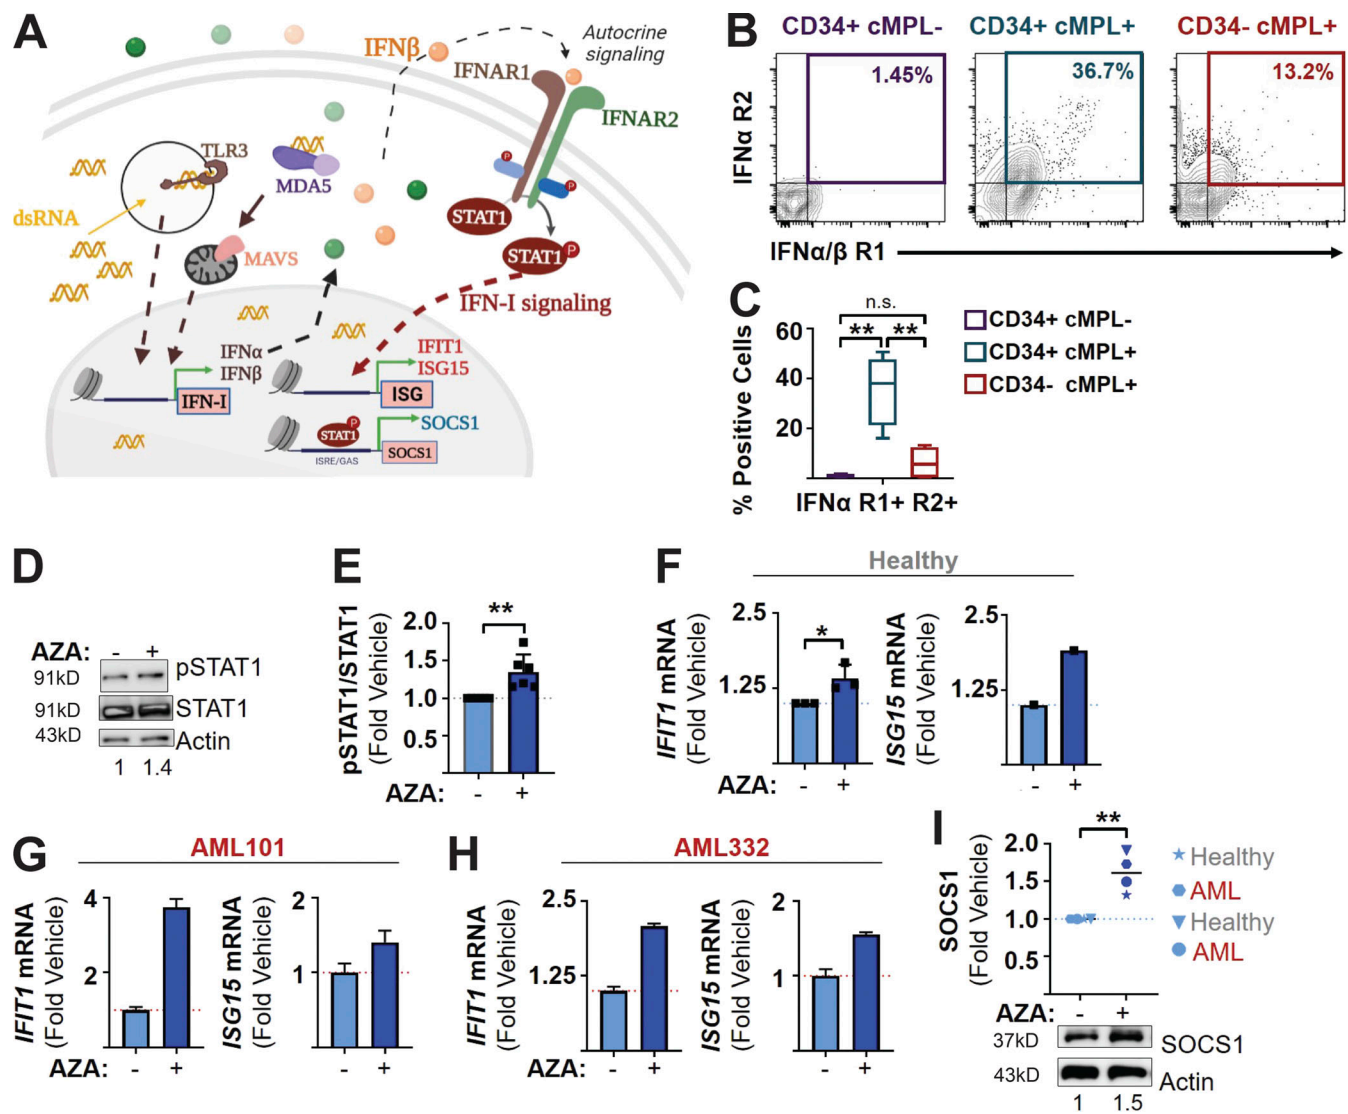 A
IFNβ
Autocrine
signaling
IFNAR1
IFNAR2
TLR3
MDA5
dsRNA
MAVS
P
P
STAT1
STAT1
P
IFN-I signaling
IFNα
IFNβ
IFN-I
IFIT1
ISG15
ISG
STAT1
P
SOCS1
ISRE/GAS
SOCS1
B
CD34+ cMPL-
CD34+ cMPL+
CD34- cMPL+
1.45%
36.7%
13.2%
IFNα R2
IFNα/β R1
C
n.s.
** **
60
40
20
% Positive Cells
IFNα R1+ R2+
CD34+ cMPL-
CD34+ cMPL+
CD34- cMPL+
D
AZA: - +
91kD pSTAT1
91kD STAT1
43kD Actin
1 1.4
E
pSTAT1/STAT1
(Fold Vehicle)
**
2.0
1.5
1.0
0.5
AZA: - +
F
Healthy
IFIT1 mRNA
(Fold Vehicle)
2.5
1.25
*
ISG15 mRNA
(Fold Vehicle)
2.5
1.25
AZA: - + - +
G
AML101
IFIT1 mRNA
(Fold Vehicle)
4
2
ISG15 mRNA
(Fold Vehicle)
2
1
AZA: - + - +
H
AML332
IFIT1 mRNA
(Fold Vehicle)
2.5
1.25
ISG15 mRNA
(Fold Vehicle)
2
1
AZA: - + - +
I
SOCS1
(Fold Vehicle)
**
2.0
1.5
1.0
0.5
Healthy
AML
Healthy
AML
AZA: - +
37kD SOCS1
43kD Actin
1 1.5